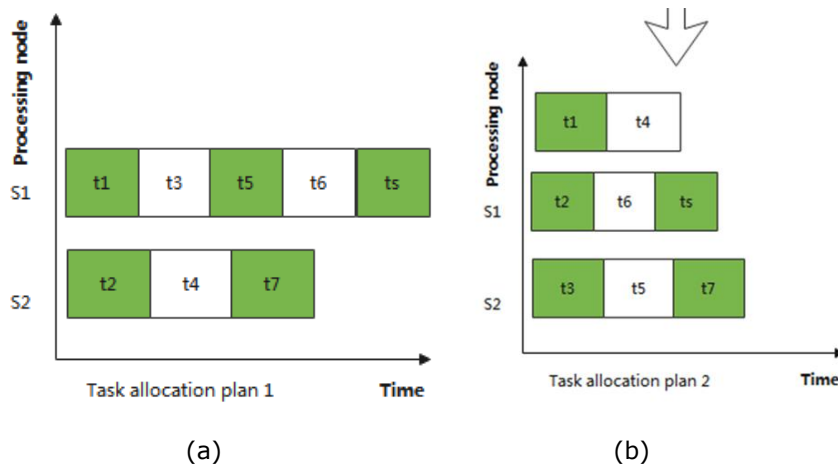 Processing node
S1
t1 t3 t5 t6 ts
S2
t2 t4 t7
Task allocation plan 1 Time
(a)
Processing node
t1 t4
S1
t2 t6 ts
S2
t3 t5 t7
Task allocation plan 2 Time
(b)